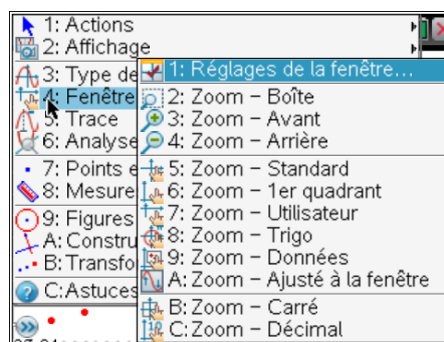 1: Actions
2: Affichage
3: Type de
4: Fenêtre
5: Trace
6: Analyse
7: Points e
8: Mesure
9: Figures
A: Constru
B: Transfo
C: Astuces
1: Réglages de la fenêtre...
2: Zoom – Boîte
3: Zoom – Avant
4: Zoom – Arrière
5: Zoom – Standard
6: Zoom – 1er quadrant
7: Zoom – Utilisateur
8: Zoom – Trigo
9: Zoom – Données
A: Zoom – Ajusté à la fenêtre
B: Zoom – Carré
C: Zoom – Décimal